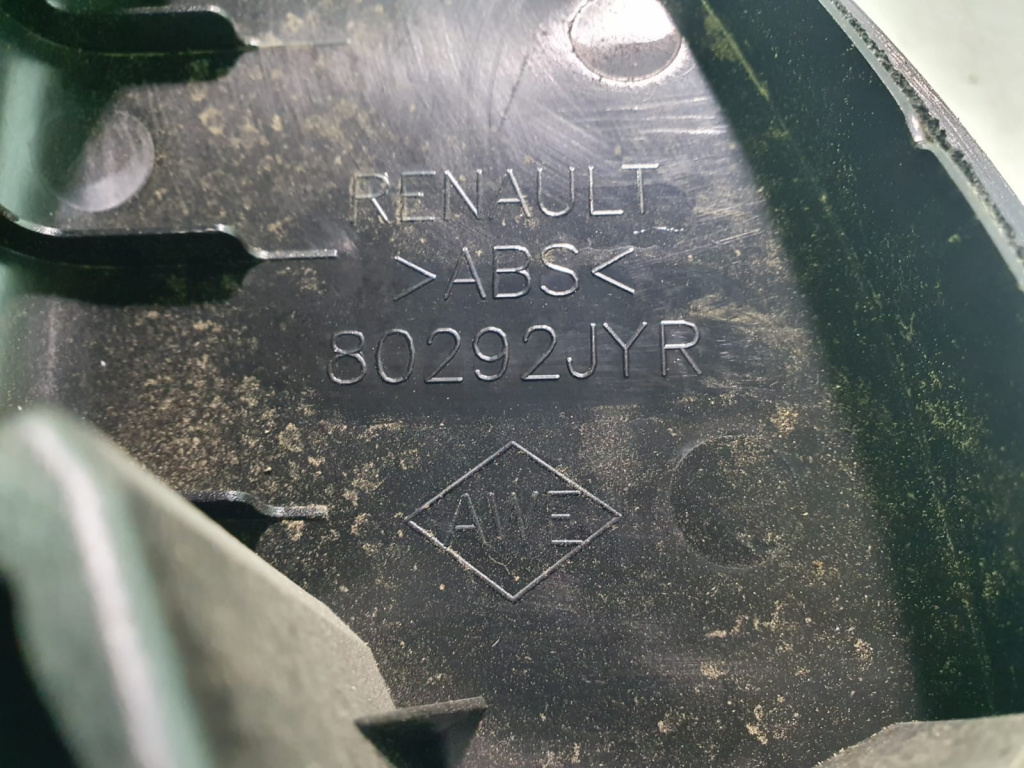 RENAULT
>ABS<
80292JYR
AWE